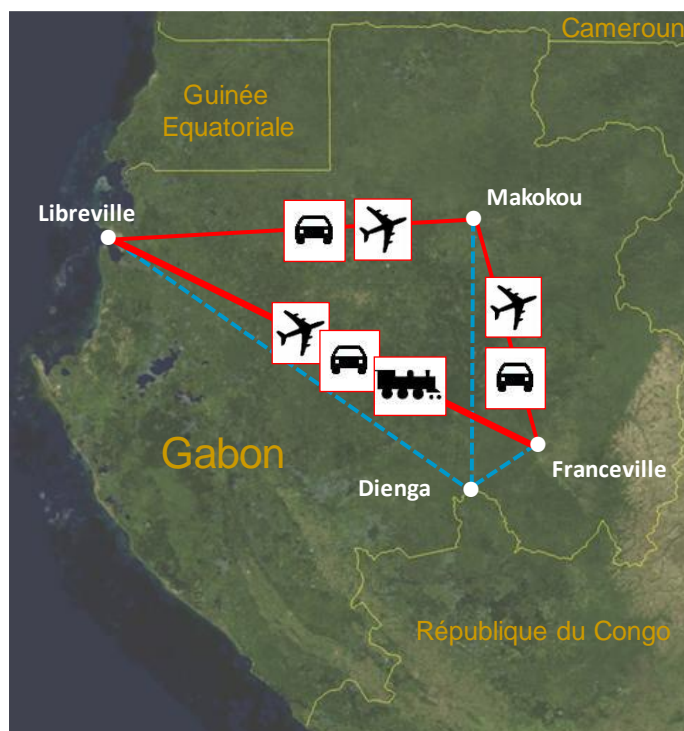 Cameroun
Guinée
Equatoriale
Makokou
Libreville
Gabon
Franceville
Dienga
République du Congo